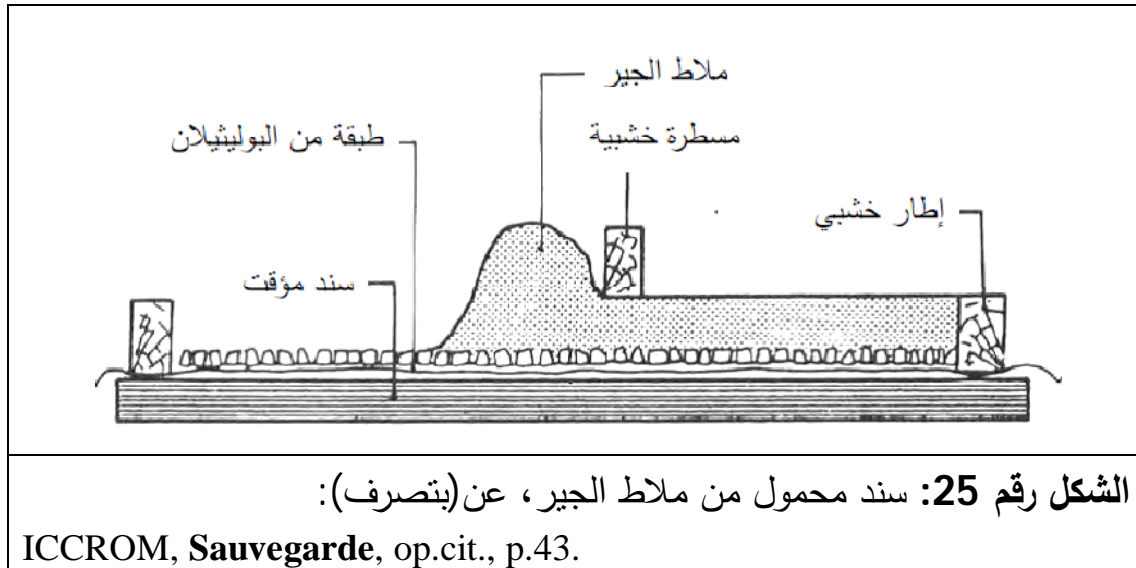 ملاط الجير
مسطرة خشبية
طبقة من البوليثيلان
إطار خشبي
سند مؤقت
الشكل رقم 25: سند محمول من ملاط الجير، عن(بتصرف):
ICCROM, Sauvegarde, op.cit., p.43.